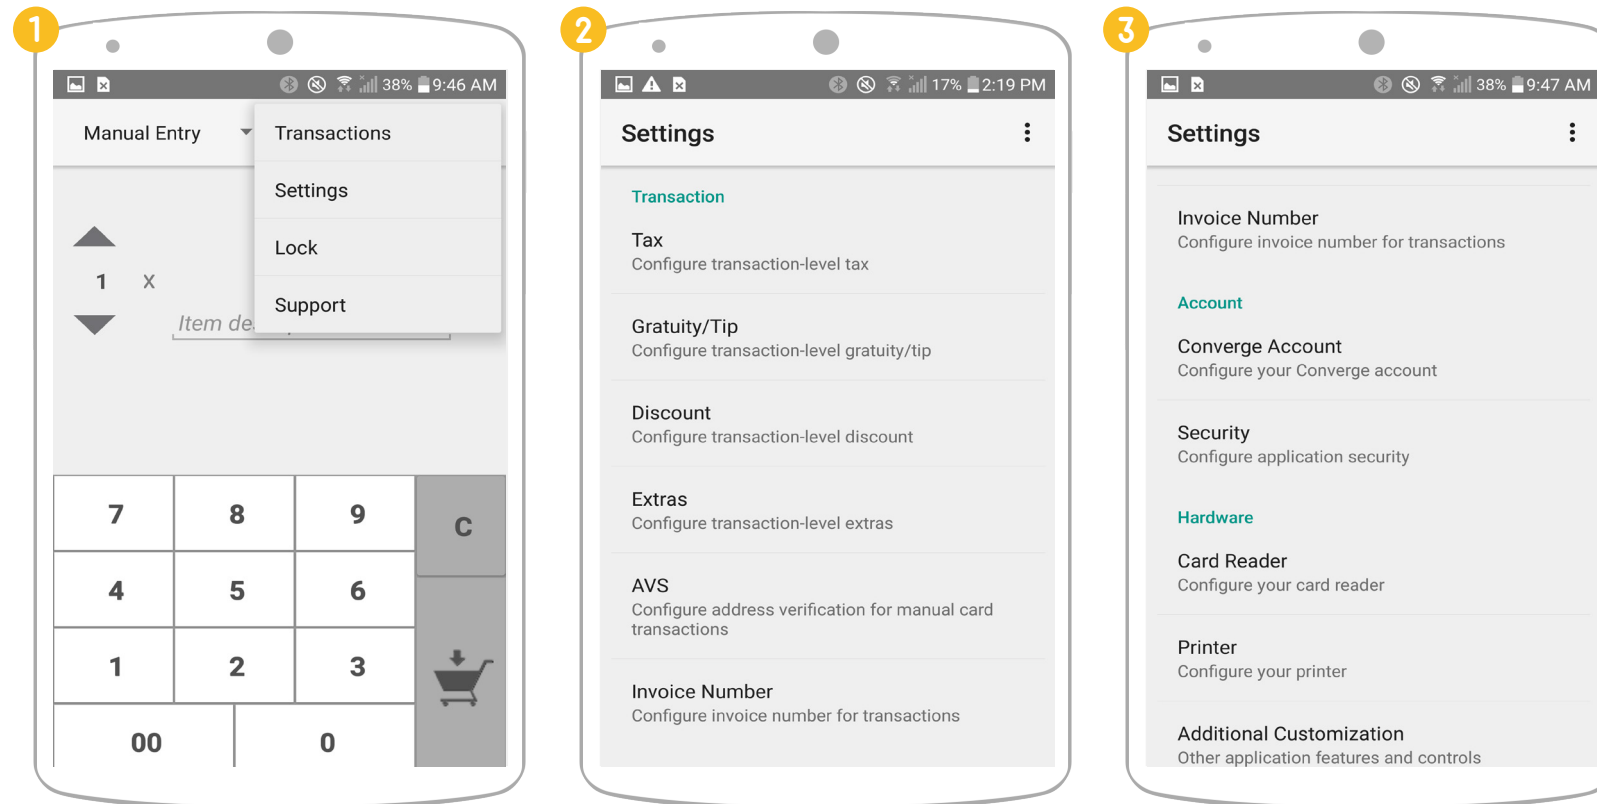 1
38% 9:46 AM
Manual Entry
Transactions
Settings
Lock
Support
1 x
Item de
7 8 9 C
4 5 6
1 2 3
00 0
2
17% 2:19 PM
Settings
Transaction
Tax
Configure transaction-level tax
Gratuity/Tip
Configure transaction-level gratuity/tip
Discount
Configure transaction-level discount
Extras
Configure transaction-level extras
AVS
Configure address verification for manual card
transactions
Invoice Number
Configure invoice number for transactions
3
38% 9:47 AM
Settings
Invoice Number
Configure invoice number for transactions
Account
Converge Account
Configure your Converge account
Security
Configure application security
Hardware
Card Reader
Configure your card reader
Printer
Configure your printer
Additional Customization
Other application features and controls